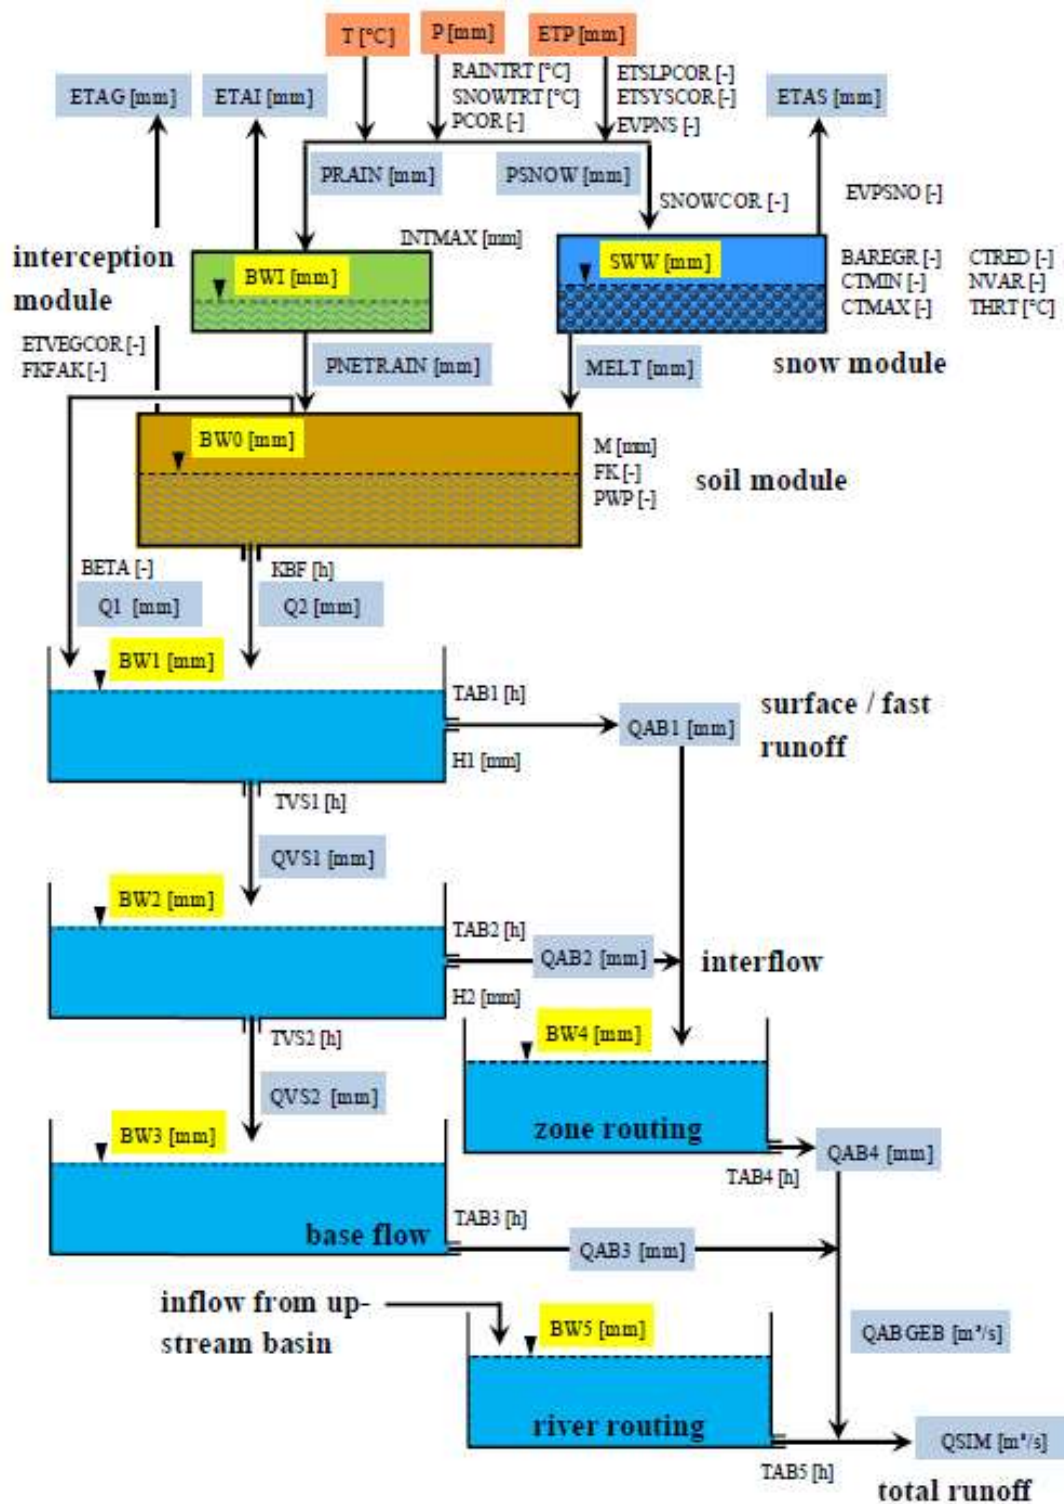 T [°C]
P [mm]
ETP [mm]
RAINTRT [°C]
SNOWTRT [°C]
PCOR [-]
ETSLPCOR [-]
ETSYSCOR [-]
EVPNS [-]
ETAG [mm]
ETAI [mm]
ETAS [mm]
PRAIN [mm]
PSNOW [mm]
SNOWCOR [-]
EVPSNO [-]
INTMAX [mm]
interception
module
BWI [mm]
SWW [mm]
BAREGR [-]
CTRED [-]
CTMIN [-]
NVAR [-]
CTMAX [-]
THRT [°C]
ETVEGCOR [-]
FKFAK [-]
PNETRAIN [mm]
MELT [mm]
snow module
BW0 [mm]
M [mm]
FK [-]
PWP [-]
soil module
BETA [-]
KBF [h]
Q1 [mm]
Q2 [mm]
BW1 [mm]
TAB1 [h]
QAB1 [mm]
surface / fast
runoff
H1 [mm]
TVS1 [h]
QVS1 [mm]
BW2 [mm]
TAB2 [h]
QAB2 [mm]
interflow
H2 [mm]
TVS2 [h]
BW4 [mm]
QVS2 [mm]
BW3 [mm]
zone routing
QAB4 [mm]
TAB4 [h]
TAB3 [h]
base flow
QAB3 [mm]
inflow from up-
stream basin
BW5 [mm]
QABGEB [m³/s]
river routing
QSIM [m³/s]
TAB5 [h]
total runoff